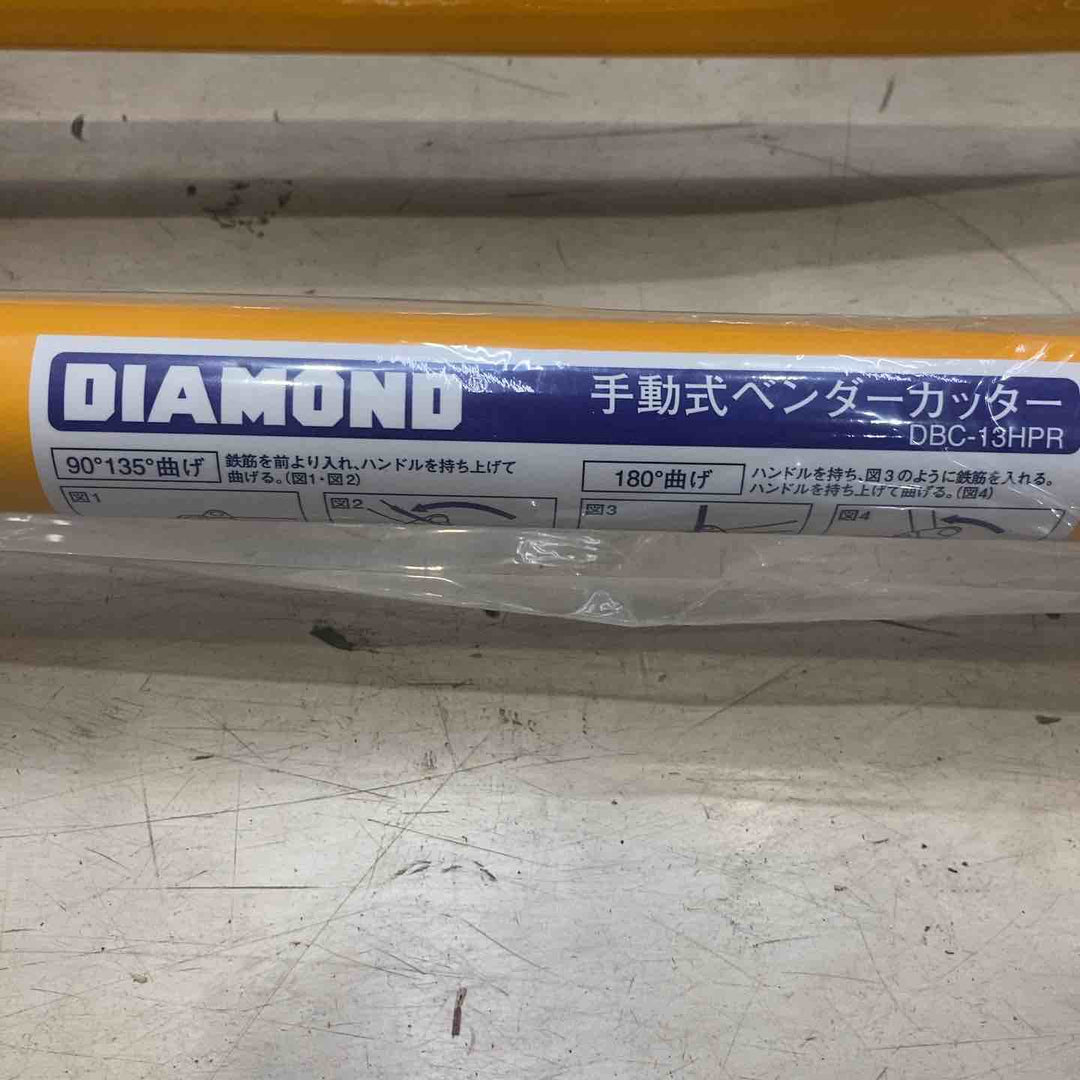 DIAMOND
手動式ベンダーカッター
DBC-13HPR
90°135°曲げ
鉄筋を前より入れ、ハンドルを持ち上げて
曲げる。(図1・図2)
180°曲げ
ハンドルを持ち、図3のように鉄筋を入れる。
ハンドルを持ち上げて曲げる。(図4)
図1
図2
図3
図4